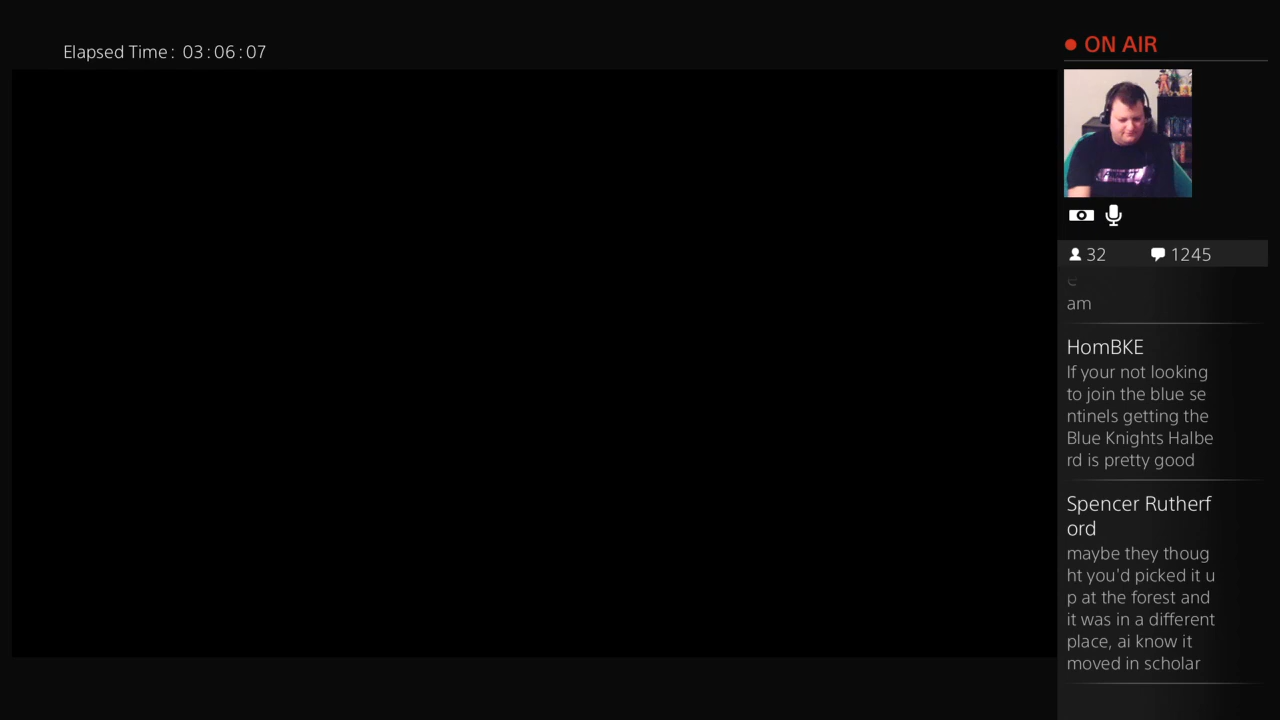 Elapsed Time: 03:06:07
ON AIR
32 1245
am
HomBKE
If your not looking
to join the blue se
ntinels getting the
Blue Knights Halbe
rd is pretty good
Spencer Rutherf
ord
maybe they thoug
ht you'd picked it u
p at the forest and
it was in a different
place, ai know it
moved in scholar